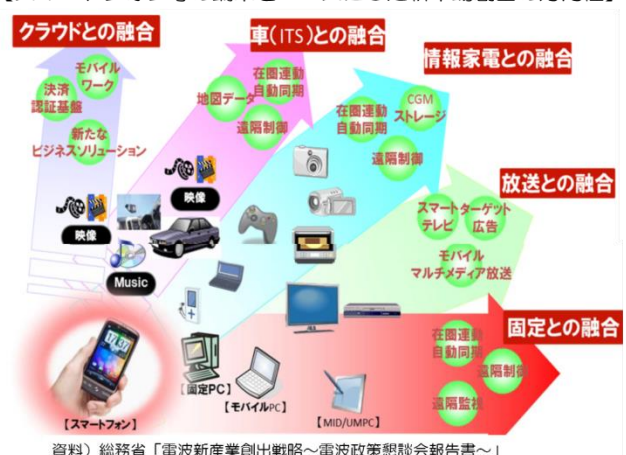 クラウドとの融合
決済
認証基盤
モバイル
ワーク
新たな
ビジネスソリューション
車(ITS)との融合
地図データ
在圏連動
自動同期
遠隔制御
情報家電との融合
在圏連動
自動同期
CGM
ストレージ
遠隔制御
放送との融合
スマート
テレビ
ターゲット
広告
モバイル
マルチメディア放送
固定との融合
在圏連動
自動同期
遠隔制御
遠隔監視
映像
映像
Music
【スマートフォン】
【固定PC】
【モバイルPC】
【MID/UMPC】
資料）総務省「電波新産業創出戦略～電波政策懇談会報告書～」